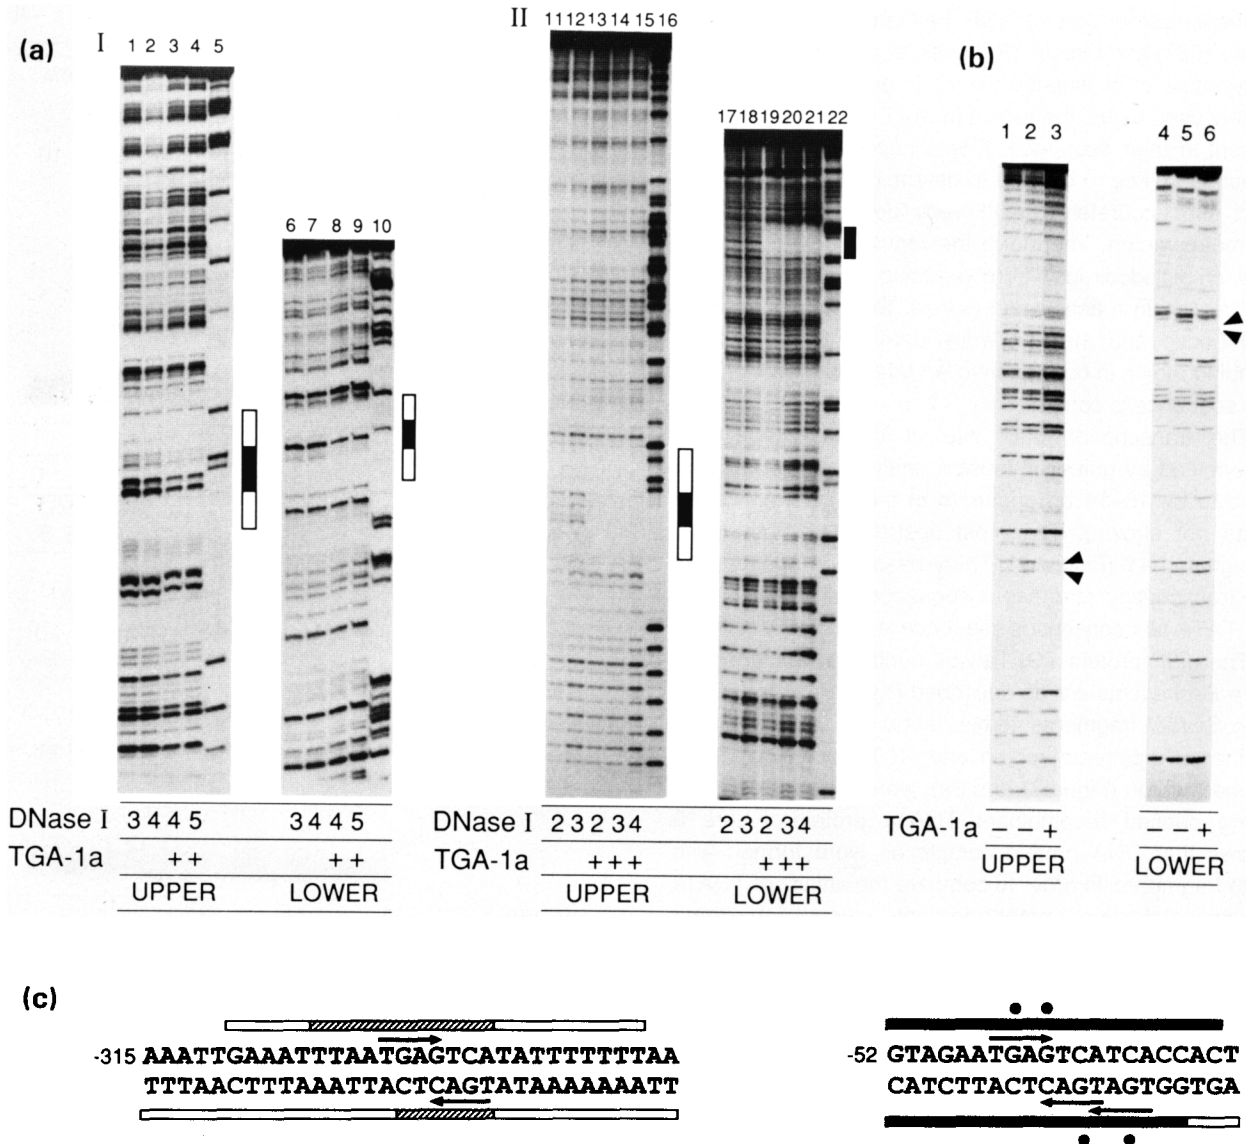 (a)
I
1 2 3 4 5
6 7 8 9 10
II
11 12 13 14 15 16
17 18 19 20 21 22
(b)
1 2 3
4 5 6
DNase I 3 4 4 5 3 4 4 5
TGA-1a + + + +
UPPER LOWER
DNase I 2 3 2 3 4 2 3 2 3 4
TGA-1a + + + + + +
UPPER LOWER
TGA-1a – – + – – +
UPPER LOWER
(c)
-315 AAATTGAAATTTAATGAGTCATATTTTTTTAA
TTTAACTTTAAATTACTCAGTATAAAAAAATT
-52 GTAGAATGAGTCATCACCACT
CATCTTACTCAGTAGTGGTGA